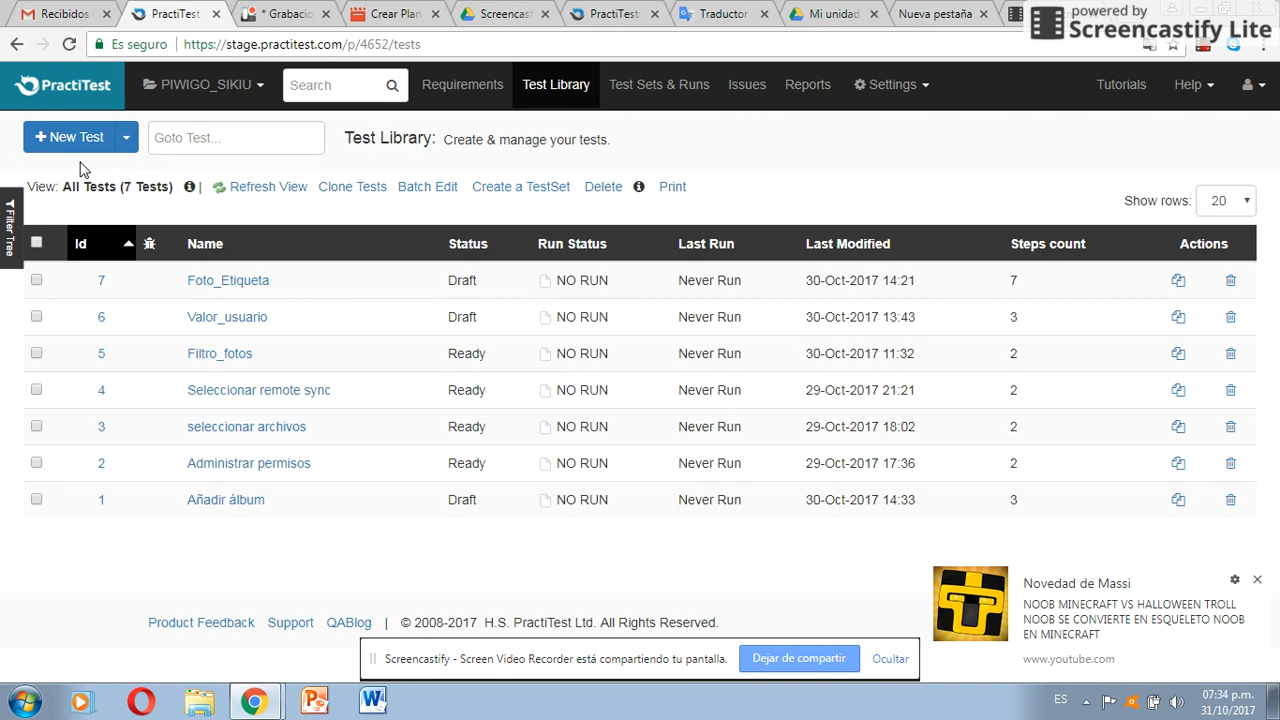 Recibidos
PractiTest
Grabacio
Crear Plan
Screencast
PractiTest
Traductor
Mi unidad
Nueva pestaña
powered by
Screencastify Lite
Es seguro
https://stage.practitest.com/p/4652/tests
PractiTest
PIWIGO_SIKIU
Search
Requirements
Test Library
Test Sets & Runs
Issues
Reports
Settings
Tutorials
Help
+ New Test
Goto Test...
Test Library: Create & manage your tests.
View: All Tests (7 Tests) | Refresh View Clone Tests Batch Edit Create a TestSet Delete Print
Show rows: 20
Filter Tree
Id Name Status Run Status Last Run Last Modified Steps count Actions
7 Foto_Etiqueta Draft NO RUN Never Run 30-Oct-2017 14:21 7
6 Valor_usuario Draft NO RUN Never Run 30-Oct-2017 13:43 3
5 Filtro_fotos Ready NO RUN Never Run 30-Oct-2017 11:32 2
4 Seleccionar remote sync Ready NO RUN Never Run 29-Oct-2017 21:21 2
3 seleccionar archivos Ready NO RUN Never Run 29-Oct-2017 18:02 2
2 Administrar permisos Ready NO RUN Never Run 29-Oct-2017 17:36 2
1 Añadir álbum Draft NO RUN Never Run 30-Oct-2017 14:33 3
Novedad de Massi
NOOB MINECRAFT VS HALLOWEEN TROLL
NOOB SE CONVIERTE EN ESQUELETO NOOB
EN MINECRAFT
www.youtube.com
Product Feedback Support QABlog | © 2008-2017 H.S. PractiTest Ltd. All Rights Reserved.
Screencastify - Screen Video Recorder está compartiendo tu pantalla.
Dejar de compartir
Ocultar
ES
07:34 p.m.
31/10/2017